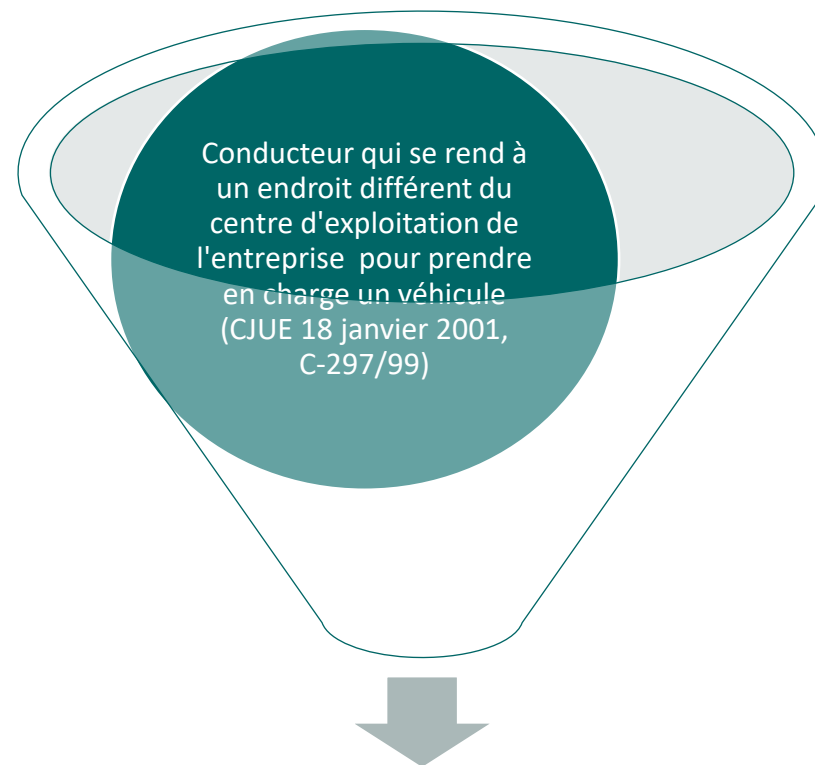 Conducteur qui se rend à
un endroit différent du
centre d'exploitation de
l'entreprise  pour prendre
en charge un véhicule
(CJUE 18 janvier 2001,
C-297/99)